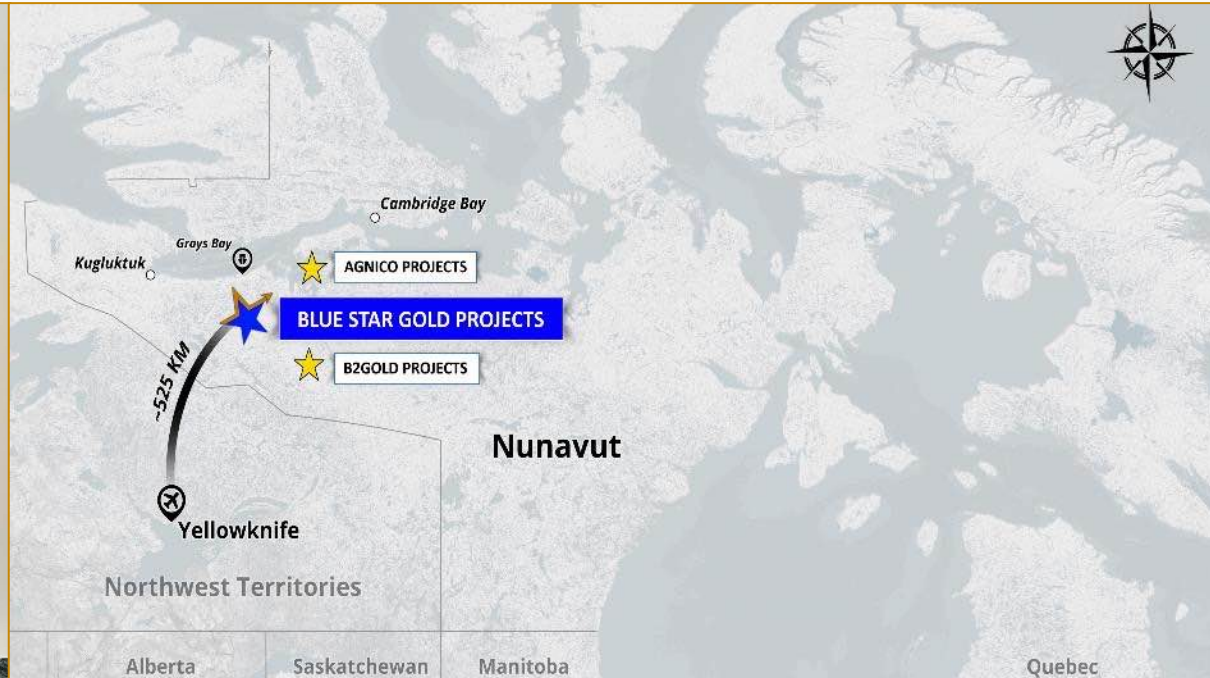 Cambridge Bay
Grays Bay
Kugluktuk
AGNICO PROJECTS
BLUE STAR GOLD PROJECTS
B2GOLD PROJECTS
~525 KM
Nunavut
Yellowknife
Northwest Territories
Alberta
Saskatchewan
Manitoba
Quebec